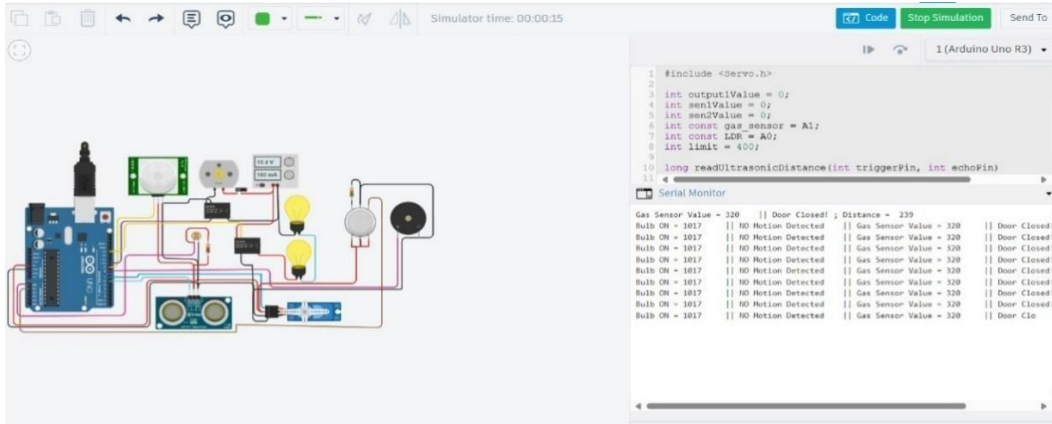 Simulator time: 00:00:15
Code
Stop Simulation
Send To
1 (Arduino Uno R3)
1 #include <Servo.h>
2
3 int output1Value = 0;
4 int sen1Value = 0;
5 int sen2Value = 0;
6 int const gas_sensor = A1;
7 int const LDR = A0;
8 int limit = 400;
9
10 long readUltrasonicDistance(int triggerPin, int echoPin)
11 {
Serial Monitor
Gas Sensor Value = 320 || Door Closed! ; Distance = 239
Bulb ON = 1017 || NO Motion Detected || Gas Sensor Value = 320 || Door Closed!
Bulb ON = 1017 || NO Motion Detected || Gas Sensor Value = 320 || Door Closed!
Bulb ON = 1017 || NO Motion Detected || Gas Sensor Value = 320 || Door Closed!
Bulb ON = 1017 || NO Motion Detected || Gas Sensor Value = 320 || Door Closed!
Bulb ON = 1017 || NO Motion Detected || Gas Sensor Value = 320 || Door Closed!
Bulb ON = 1017 || NO Motion Detected || Gas Sensor Value = 320 || Door Closed!
Bulb ON = 1017 || NO Motion Detected || Gas Sensor Value = 320 || Door Closed!
Bulb ON = 1017 || NO Motion Detected || Gas Sensor Value = 320 || Door Closed!
Bulb ON = 1017 || NO Motion Detected || Gas Sensor Value = 320 || Door Clo
UNO